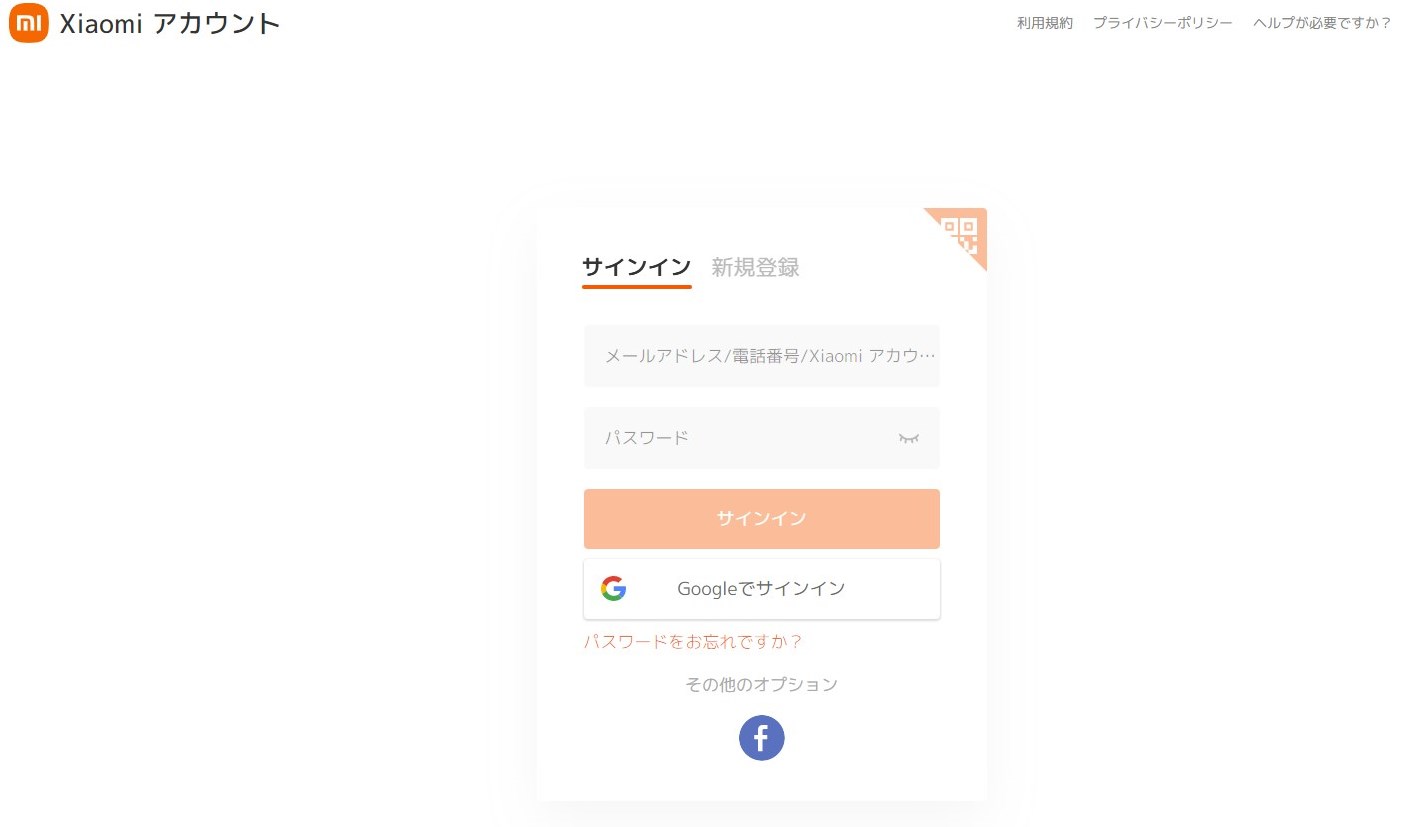 Xiaomi アカウント
利用規約 プライバシーポリシー ヘルプが必要ですか？
サインイン 新規登録
メールアドレス/電話番号/Xiaomi アカウ…
パスワード
サインイン
Googleでサインイン
パスワードをお忘れですか？
その他のオプション